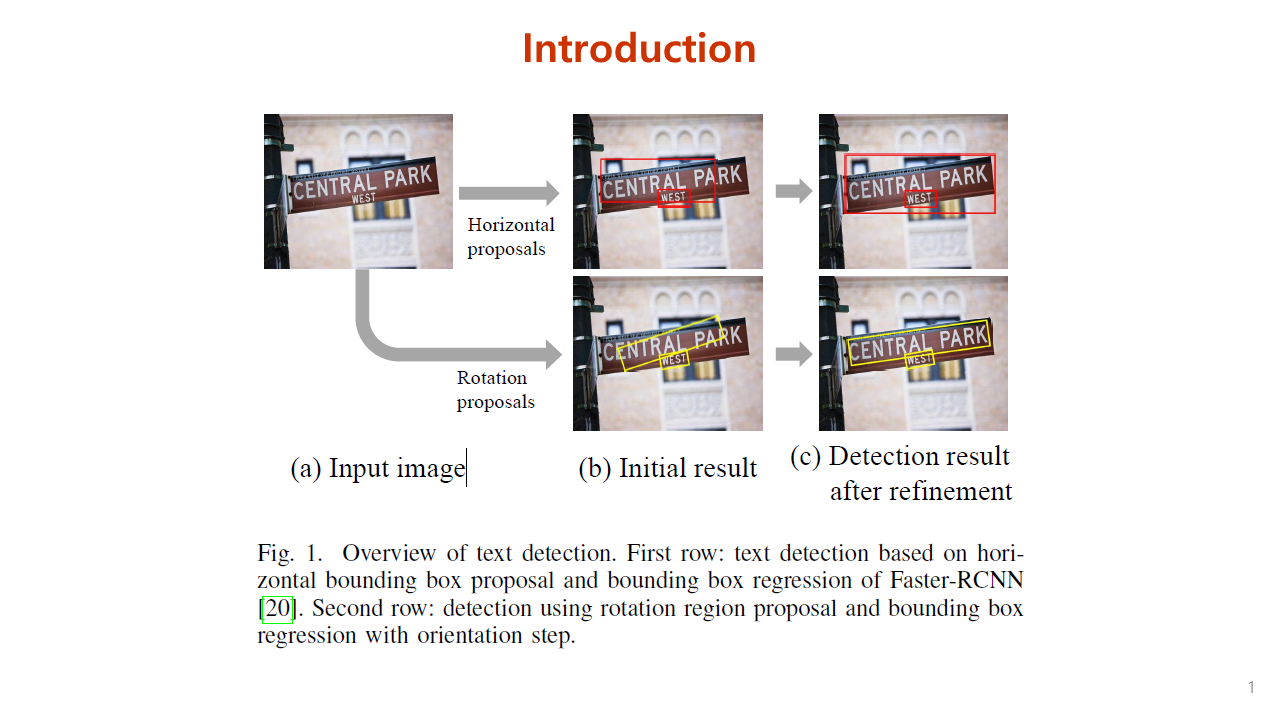 Introduction
CENTRAL PARK
WEST
Horizontal
proposals
CENTRAL PARK
WEST
CENTRAL PARK
WEST
Rotation
proposals
CENTRAL PARK
WEST
CENTRAL PARK
WEST
(a) Input image
(b) Initial result
(c) Detection result
after refinement
Fig. 1. Overview of text detection. First row: text detection based on hori-
zontal bounding box proposal and bounding box regression of Faster-RCNN
[20]. Second row: detection using rotation region proposal and bounding box
regression with orientation step.
1